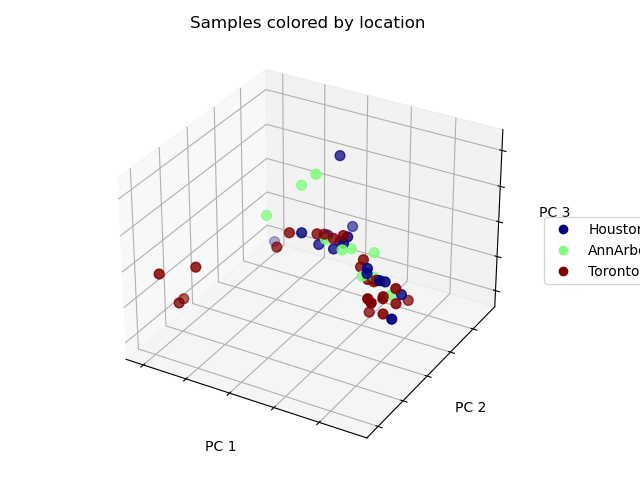 Samples colored by location
PC 3
Houston
AnnArbo
Toronto
PC 2
PC 1